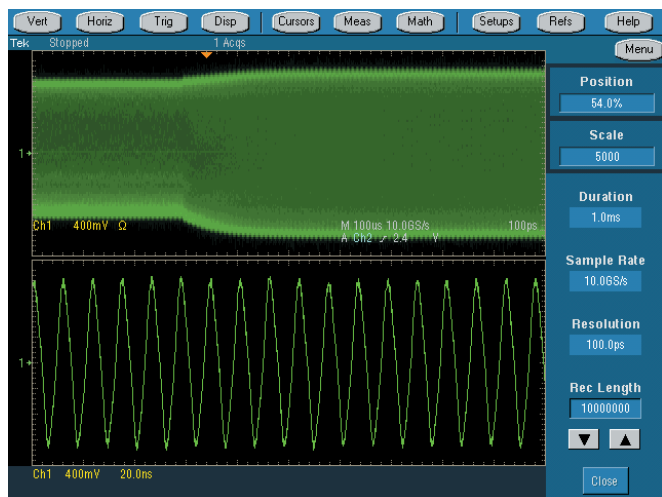 Vert Horiz Trig Disp Cursors Meas Math Setups Refs Help
Tek Stopped 1 Acqs
Menu
Position
54.0%
Scale
5000
1
Duration
1.0ms
Ch1 400mV Ω M 100us 10.0GS/s 100ps
A Ch2 2.4 V
Sample Rate
10.0GS/s
Resolution
100.0ps
1
Rec Length
10000000
Ch1 400mV 20.0ns
Close